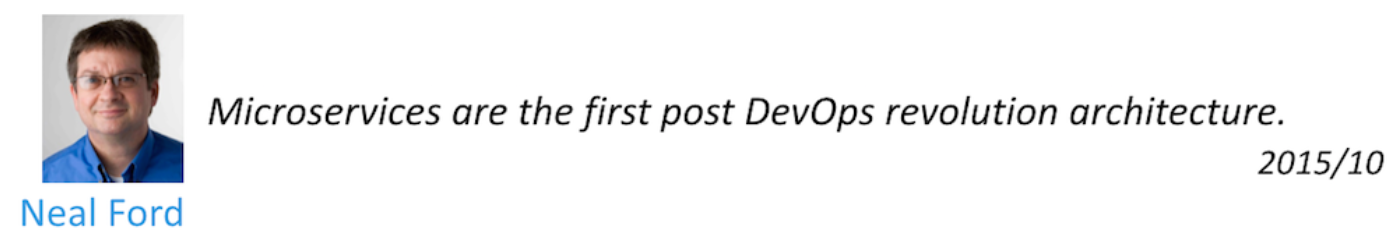 Microservices are the first post DevOps revolution architecture.
2015/10
Neal Ford